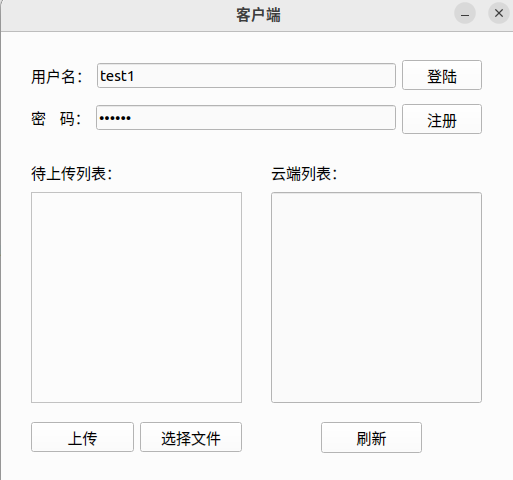 客户端
用户名： test1 登陆
密 码： •••••• 注册
待上传列表： 云端列表：
上传 选择文件 刷新